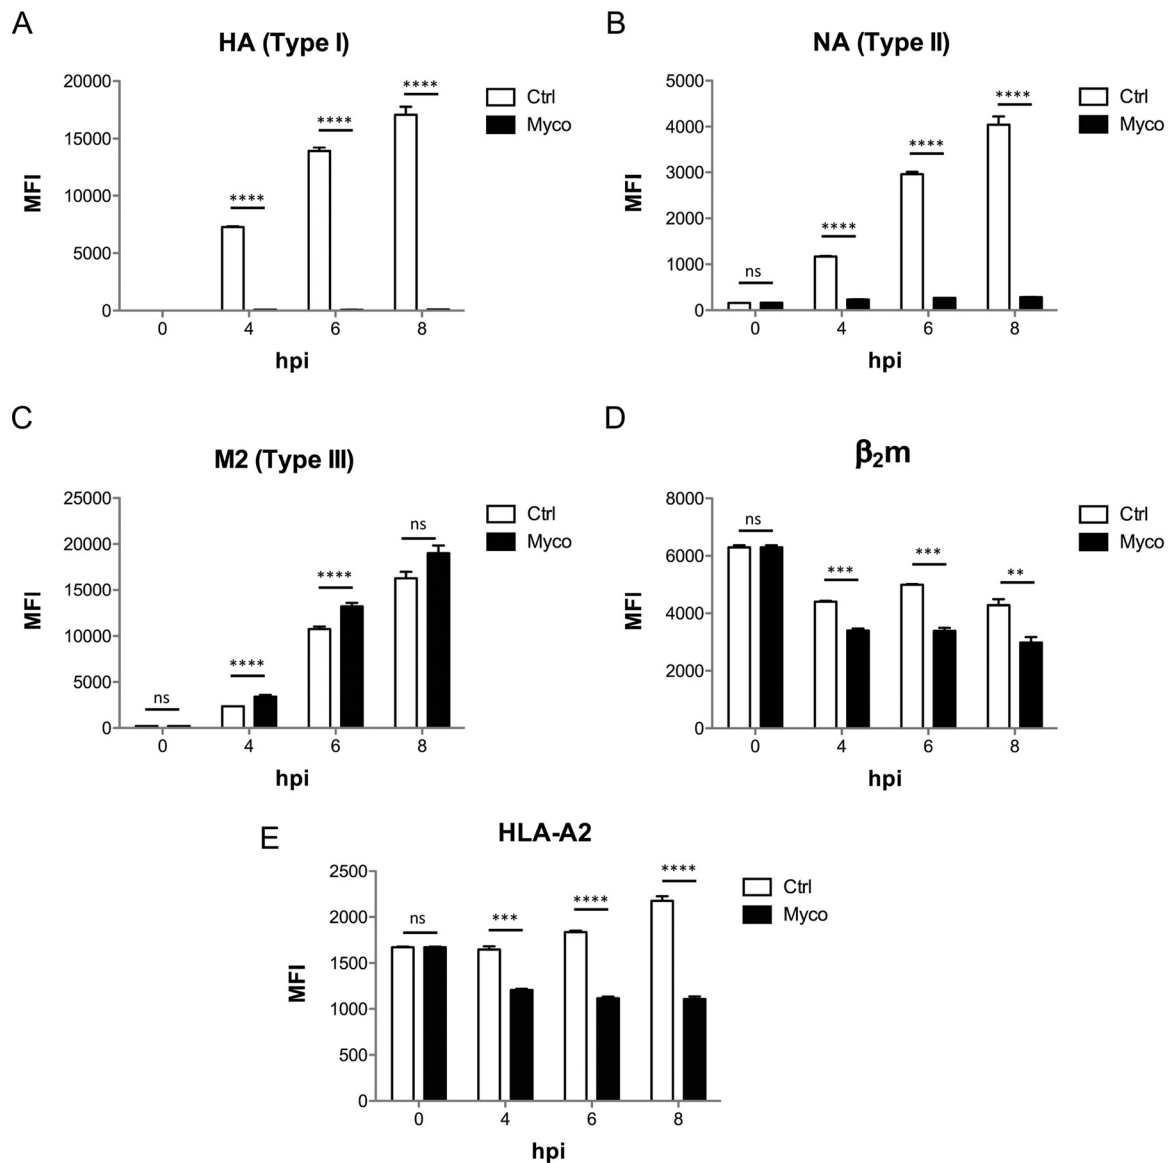 A
HA (Type I)
MFI
20000
15000
10000
5000
0
****
****
****
0 4 6 8
hpi
Ctrl
Myco
B
NA (Type II)
MFI
5000
4000
3000
2000
1000
0
ns
****
****
****
0 4 6 8
hpi
Ctrl
Myco
C
M2 (Type III)
MFI
25000
20000
15000
10000
5000
0
ns
****
****
ns
0 4 6 8
hpi
Ctrl
Myco
D
β₂m
MFI
8000
6000
4000
2000
0
ns
***
***
**
0 4 6 8
hpi
Ctrl
Myco
E
HLA-A2
MFI
2500
2000
1500
1000
500
0
ns
***
****
****
0 4 6 8
hpi
Ctrl
Myco